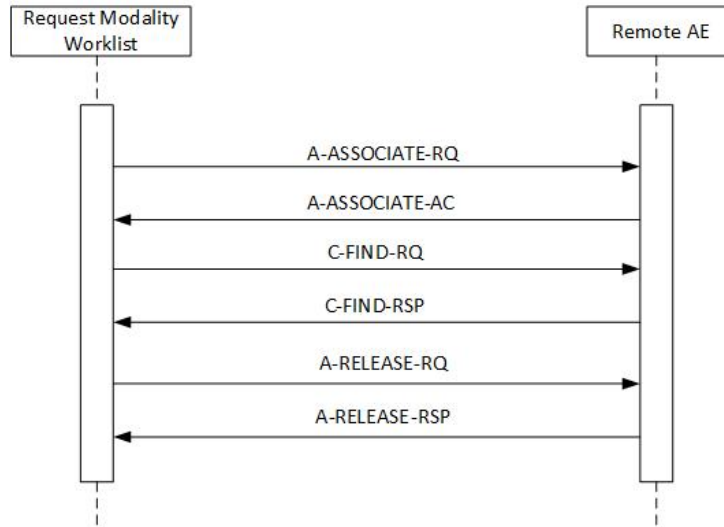 Request Modality
Worklist
Remote AE
A-ASSOCIATE-RQ
A-ASSOCIATE-AC
C-FIND-RQ
C-FIND-RSP
A-RELEASE-RQ
A-RELEASE-RSP